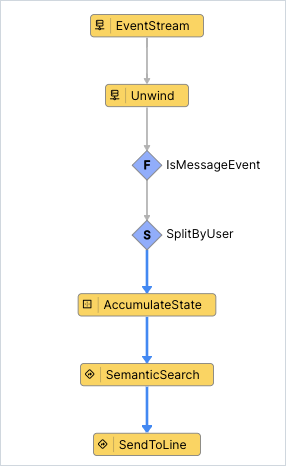 EventStream
Unwind
F IsMessageEvent
S SplitByUser
AccumulateState
SemanticSearch
SendToLine